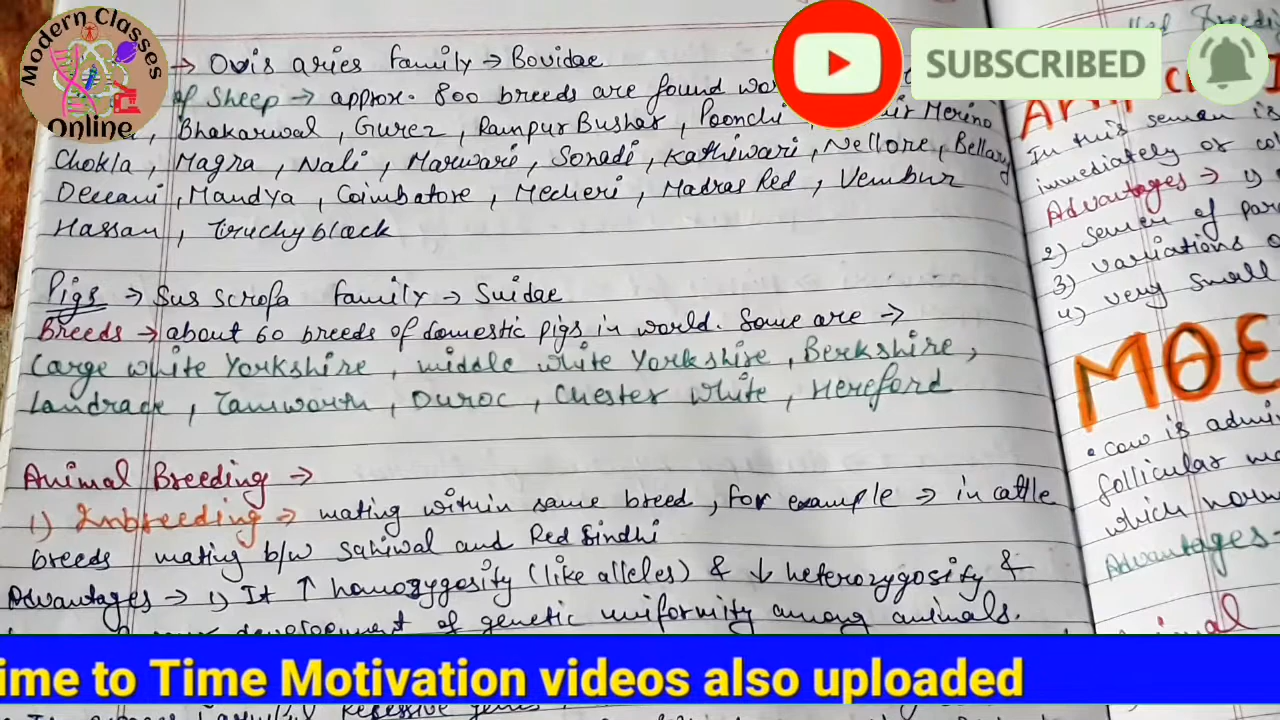 Modern Classes
Online
SUBSCRIBED
→ Ovis aries family → Bovidae
of Sheep → approx. 800 breeds are found
Bhakarwal, Gurez, Rampur Bushar, Poonchi, Merino
Chokla, Magra, Nali, Marwari, Sonadi, Kathiwari, Nellore, Bellary
Deccani, Mandya, Coimbatore, Mecheri, Madras Red, Vembur
Hassan, Truchy black
Pigs → Sus scrofa family → Suidae
Breeds → about 60 breeds of domestic pigs in world. Some are →
Large white Yorkshire, middle white Yorkshire, Berkshire,
Landrace, Tamworth, Duroc, Chester White, Hereford
Animal Breeding →
1) Inbreeding → mating within same breed, for example → in cattle
breeds mating b/w Sahiwal and Red Sindhi
Advantages → 1) It ↑ homozygosity (like alleles) & ↓ heterozygosity &
development of genetic uniformity among animals.
recessive genes
In this semen is
immediately or
Advantages → 1)
2) Semen of
3) variations
4) very small
MOE
• Cow is
follicular
which
Advantages
ime to Time Motivation videos also uploaded